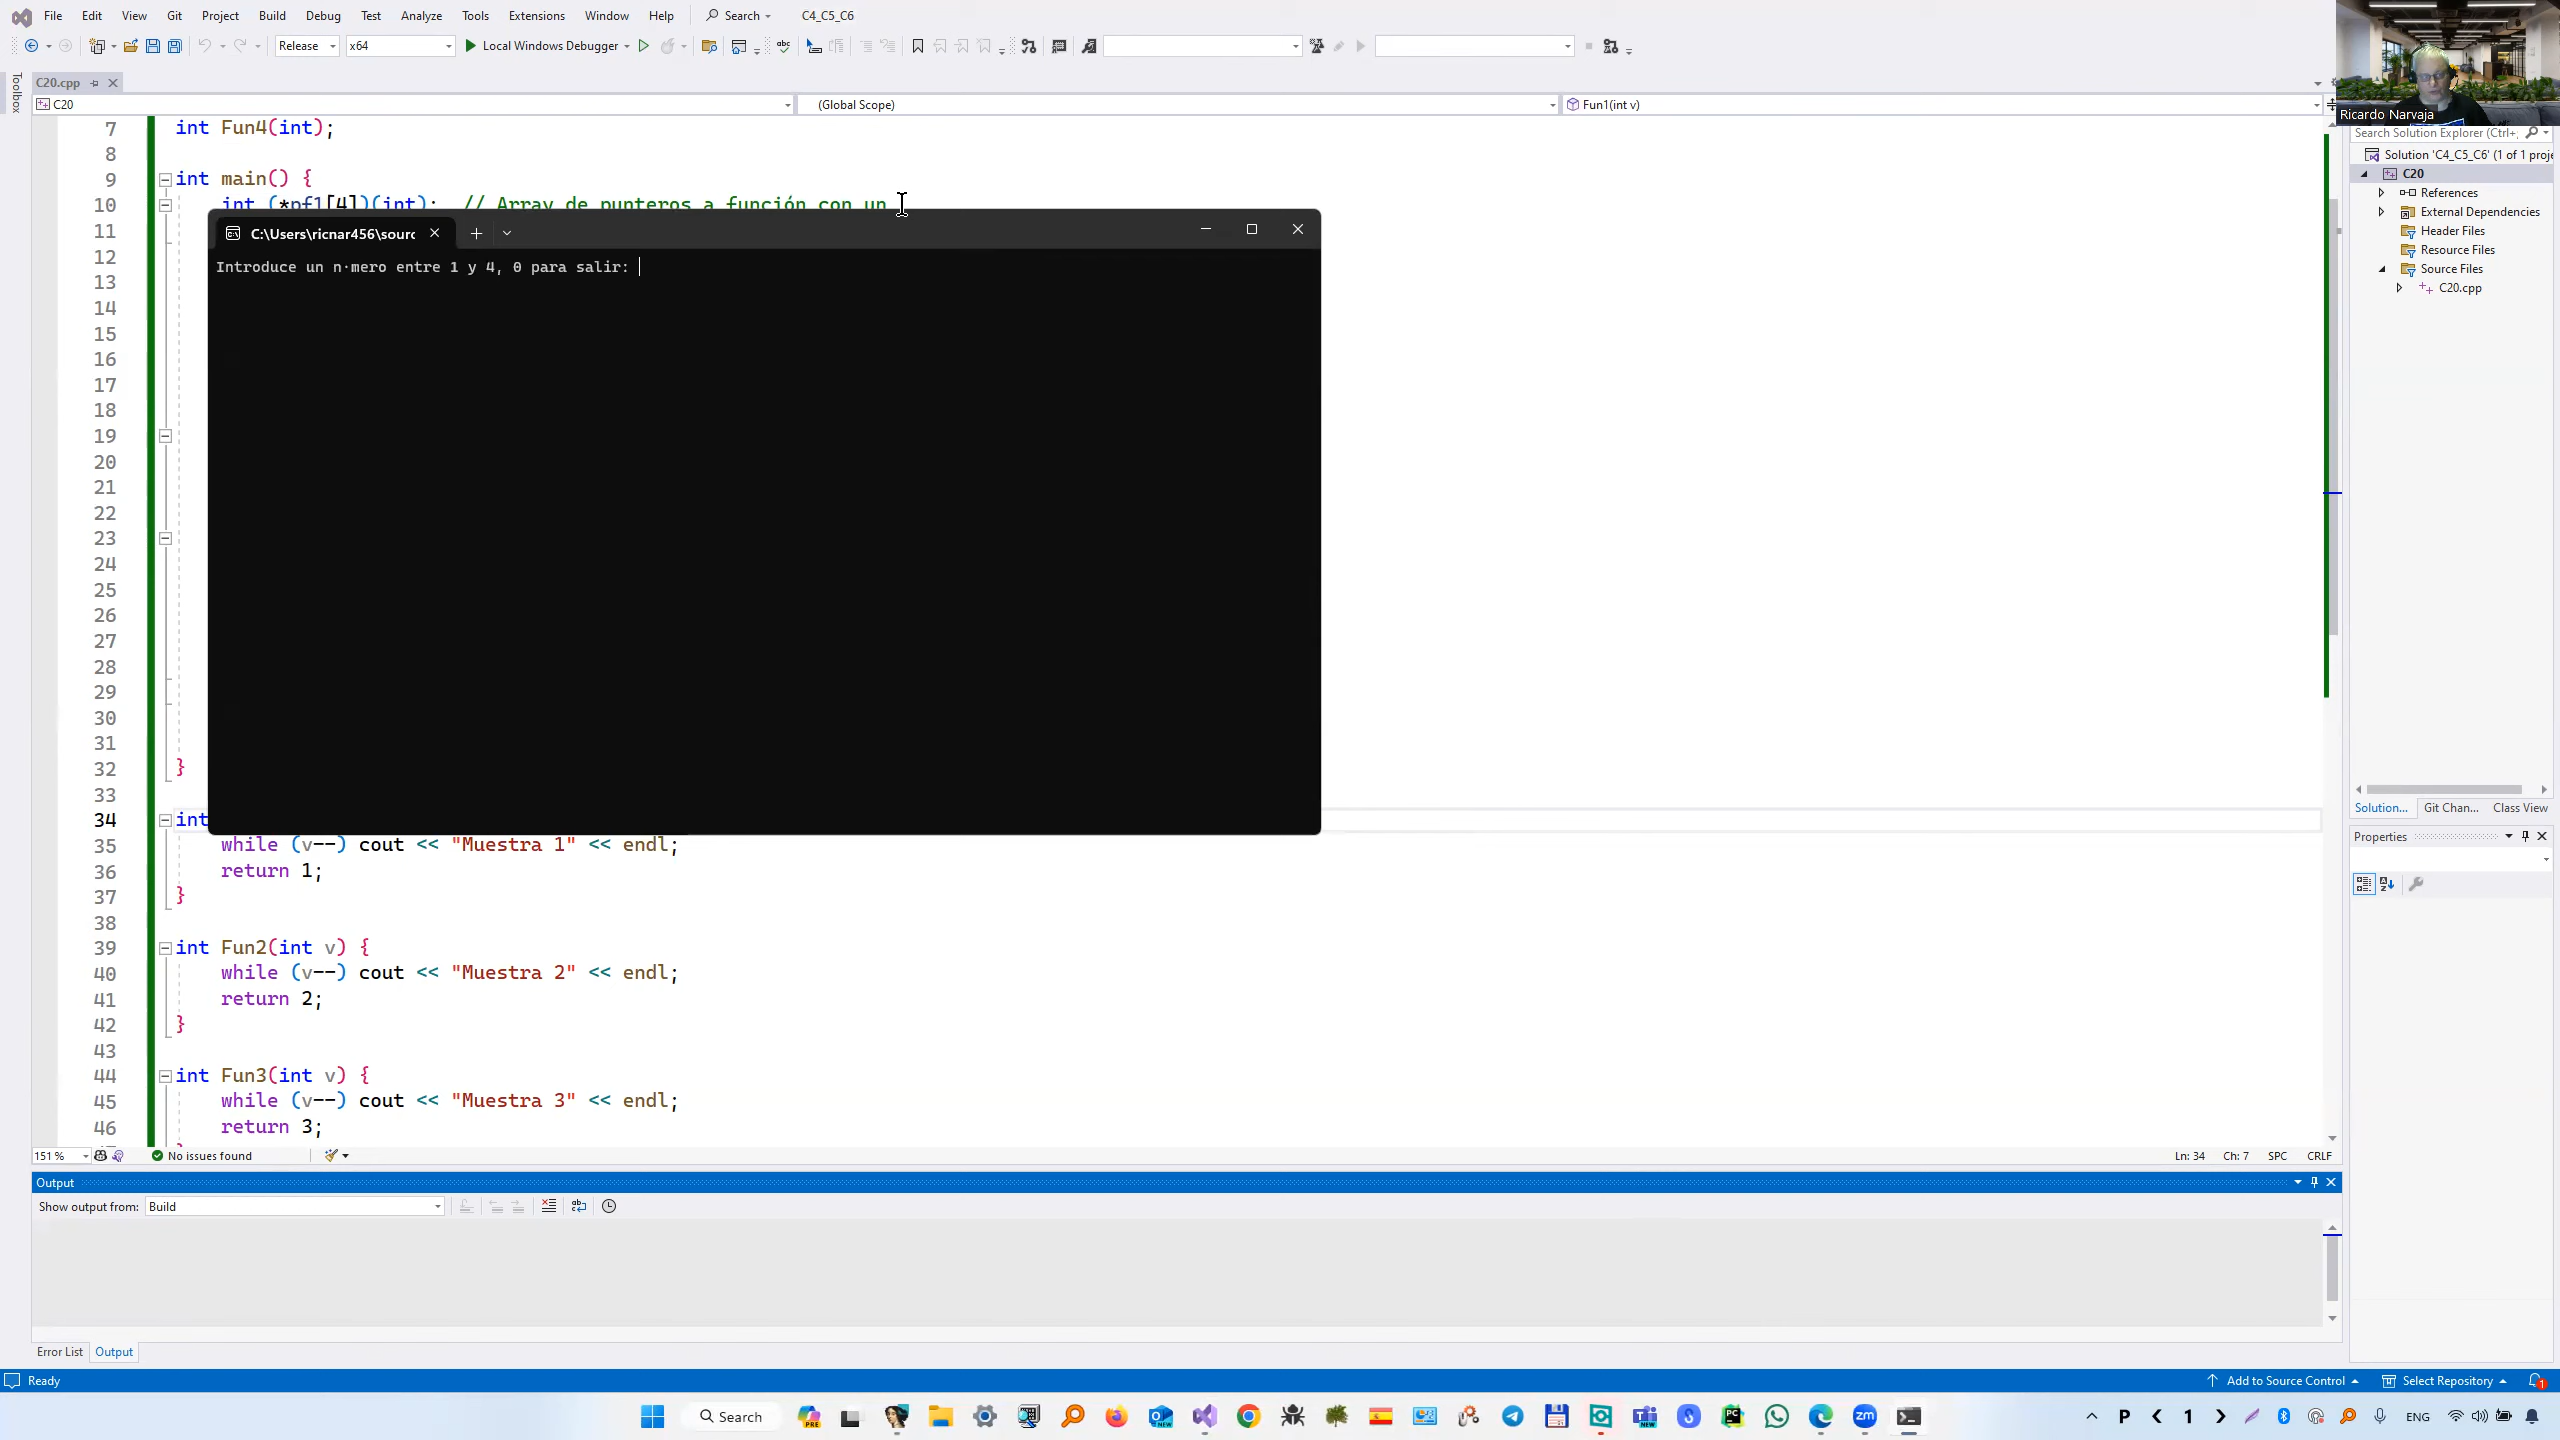 File Edit View Git Project Build Debug Test Analyze Tools Extensions Window Help Search C4_C5_C6
Release x64 Local Windows Debugger
Toolbox
C20.cpp
C20 (Global Scope) Fun1(int v)
Ricardo Narvaja
7 int Fun4(int);
8
9 int main() {
10 int (*pf1[4])(int); // Array de punteros a función con un
11
12
13
14
15
16
17
18
19
20
21
22
23
24
25
26
27
28
29
30
31
32 }
33
34 int
35 while (v--) cout << "Muestra 1" << endl;
36 return 1;
37 }
38
39 int Fun2(int v) {
40 while (v--) cout << "Muestra 2" << endl;
41 return 2;
42 }
43
44 int Fun3(int v) {
45 while (v--) cout << "Muestra 3" << endl;
46 return 3;
C:\Users\ricnar456\sourc
Introduce un n·mero entre 1 y 4, 0 para salir:
151 % No issues found Ln: 34 Ch: 7 SPC CRLF
Output
Show output from: Build
Error List Output
Search Solution Explorer (Ctrl+;
Solution 'C4_C5_C6' (1 of 1 proje
C20
References
External Dependencies
Header Files
Resource Files
Source Files
C20.cpp
Solution... Git Chan... Class View
Properties
Ready Add to Source Control Select Repository 1
Search PRE NEW NEW PC zm P 1 ENG